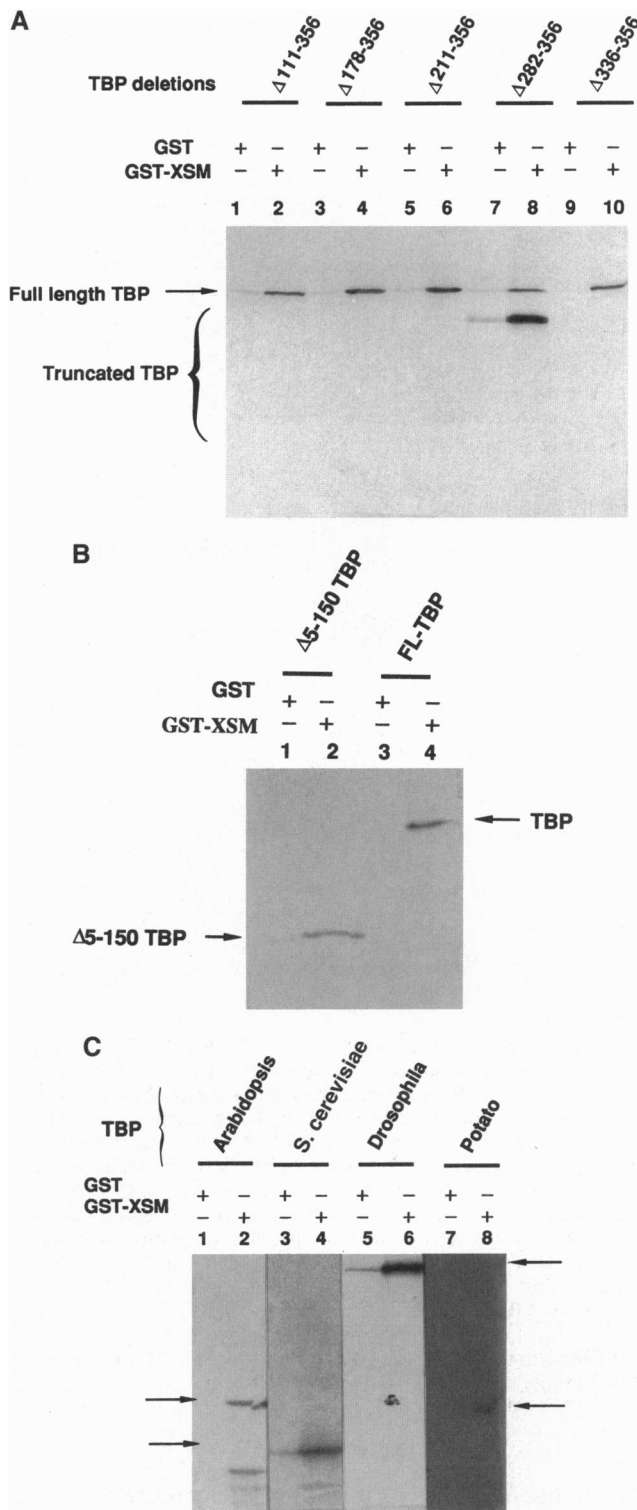 A
TBP deletions Δ111-356 Δ178-356 Δ211-356 Δ282-356 Δ336-356
GST + – + – + – + – + –
GST-XSM – + – + – + – + – +
1 2 3 4 5 6 7 8 9 10
Full length TBP
Truncated TBP
B
Δ5-150 TBP FL-TBP
GST + – + –
GST-XSM – + – +
1 2 3 4
TBP
Δ5-150 TBP
C
TBP Arabidopsis S. cerevisiae Drosophila Potato
GST + – + – + – + –
GST-XSM – + – + – + – +
1 2 3 4 5 6 7 8